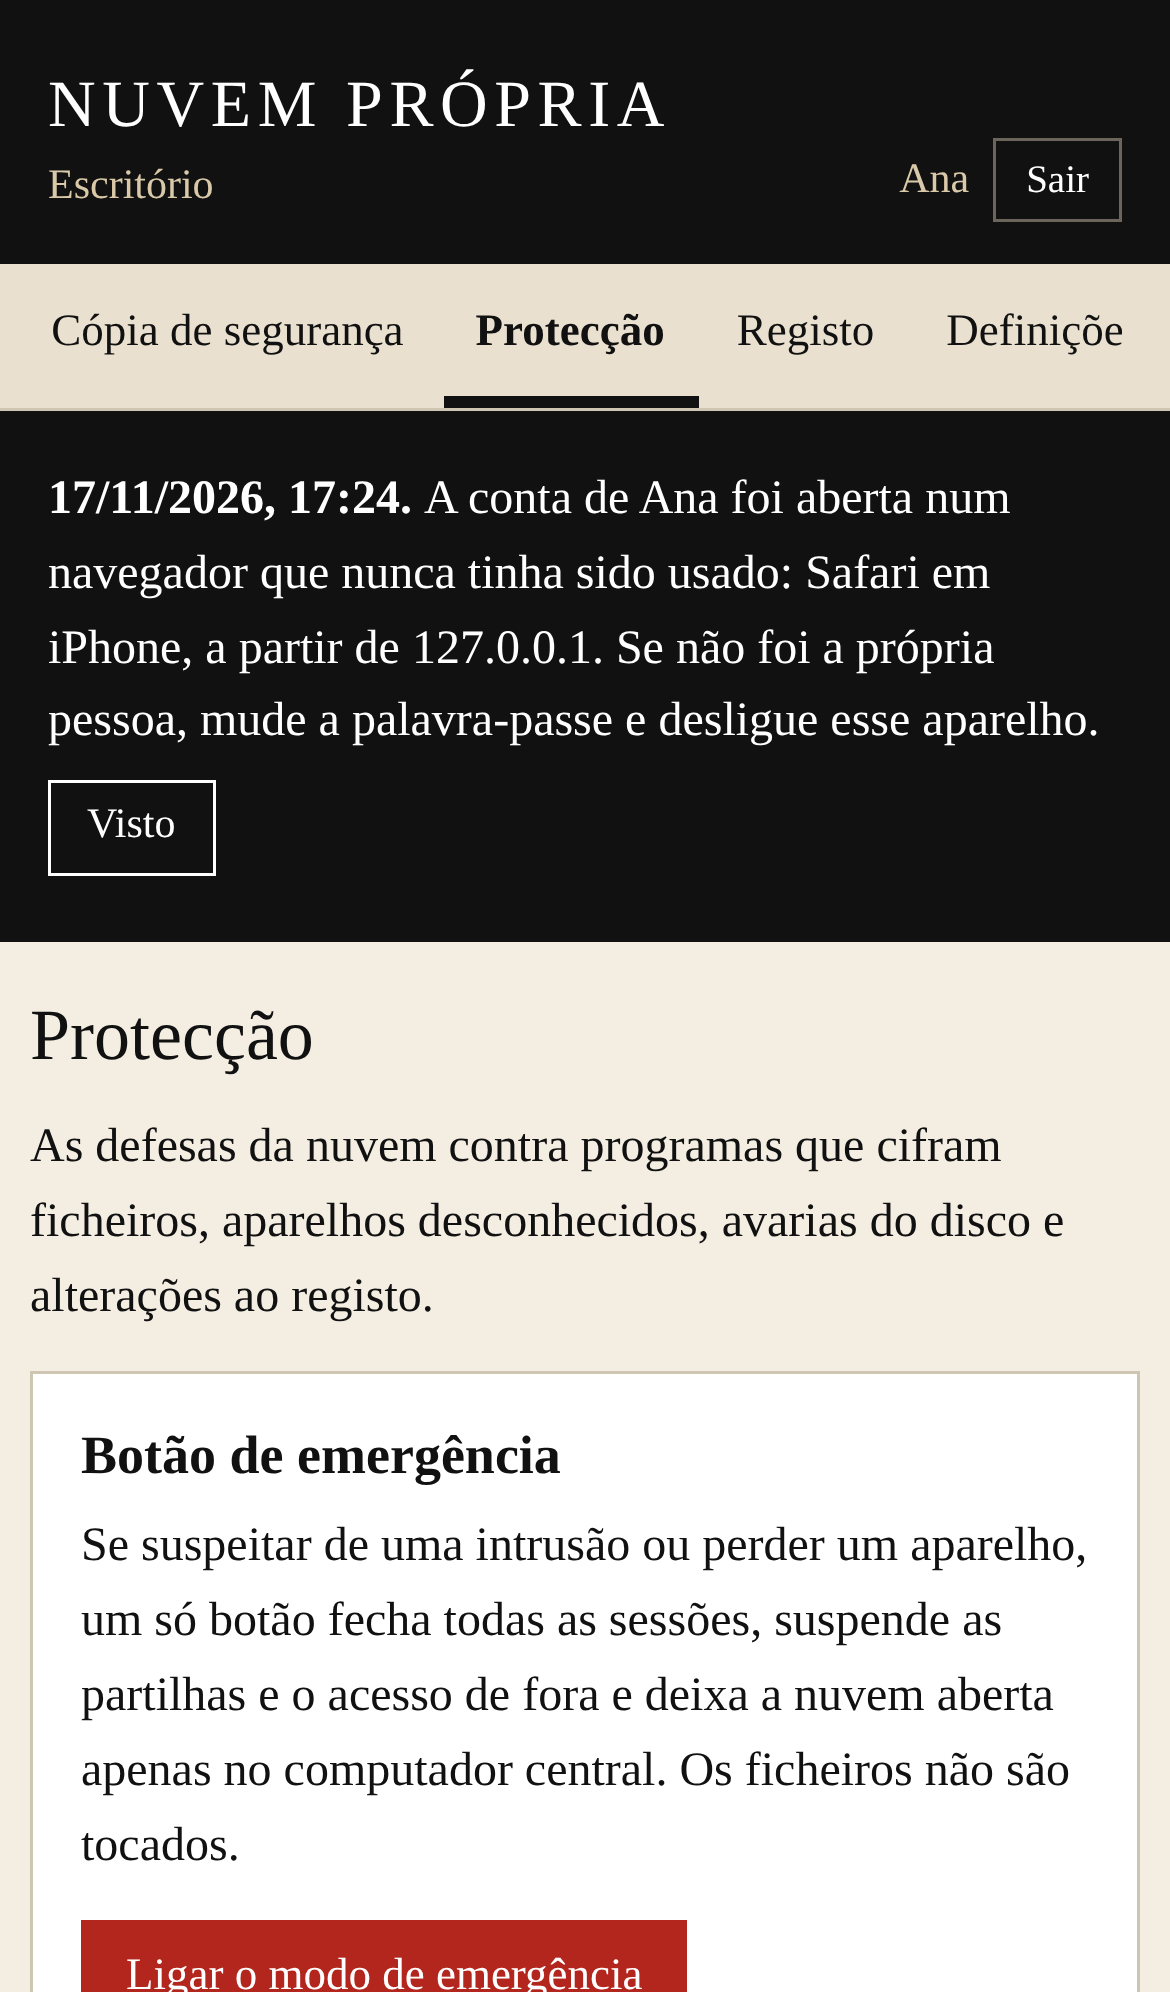 NUVEM PRÓPRIA
Escritório
Ana
Sair
Cópia de segurança
Protecção
Registo
Definiçõe
17/11/2026, 17:24. A conta de Ana foi aberta num
navegador que nunca tinha sido usado: Safari em
iPhone, a partir de 127.0.0.1. Se não foi a própria
pessoa, mude a palavra-passe e desligue esse aparelho.
Visto
Protecção
As defesas da nuvem contra programas que cifram
ficheiros, aparelhos desconhecidos, avarias do disco e
alterações ao registo.
Botão de emergência
Se suspeitar de uma intrusão ou perder um aparelho,
um só botão fecha todas as sessões, suspende as
partilhas e o acesso de fora e deixa a nuvem aberta
apenas no computador central. Os ficheiros não são
tocados.
Ligar o modo de emergência